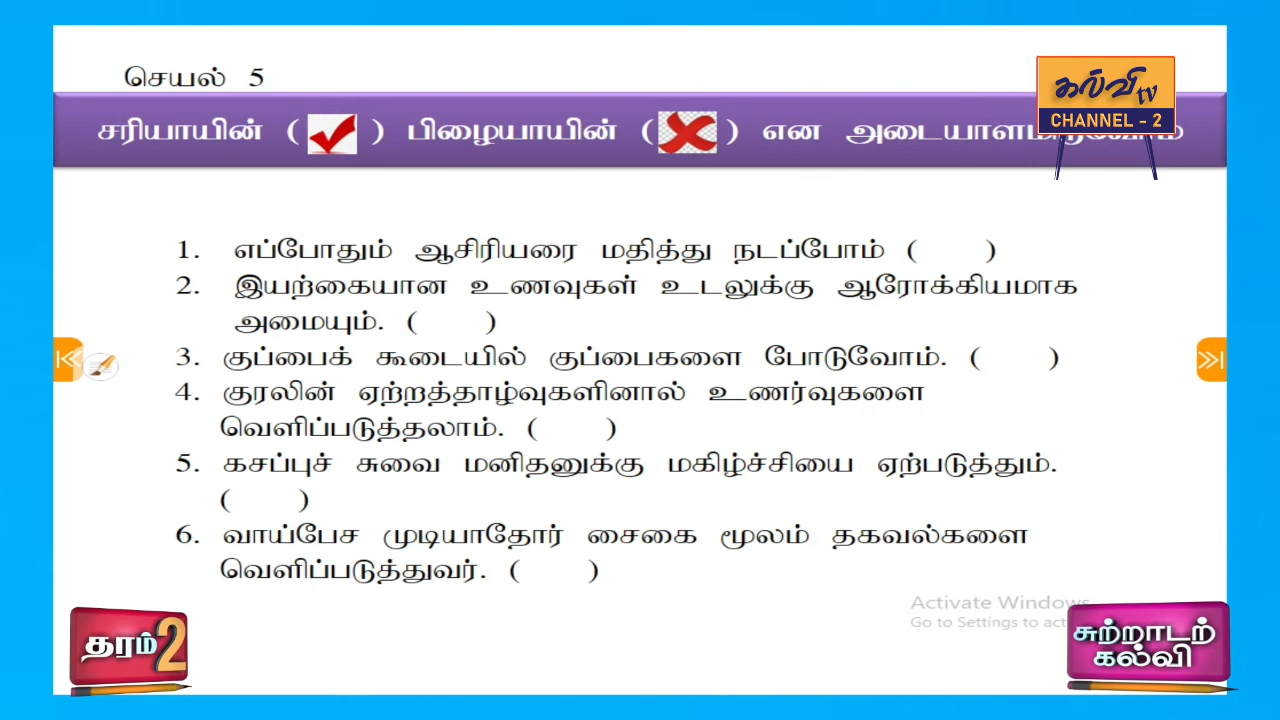 செயல் 5
கல்வி tv
CHANNEL - 2
சரியாயின் ( ) பிழையாயின் ( ) என அடையாளமிடுவோம்
1. எப்போதும் ஆசிரியரை மதித்து நடப்போம் ( )
2. இயற்கையான உணவுகள் உடலுக்கு ஆரோக்கியமாக
அமையும். ( )
3. குப்பைக் கூடையில் குப்பைகளை போடுவோம். ( )
4. குரலின் ஏற்றத்தாழ்வுகளினால் உணர்வுகளை
வெளிப்படுத்தலாம். ( )
5. கசப்புச் சுவை மனிதனுக்கு மகிழ்ச்சியை ஏற்படுத்தும்.
( )
6. வாய்பேச முடியாதோர் சைகை மூலம் தகவல்களை
வெளிப்படுத்துவர். ( )
Activate Windows
Go to Settings to
தரம் 2
சுற்றாடற்
கல்வி